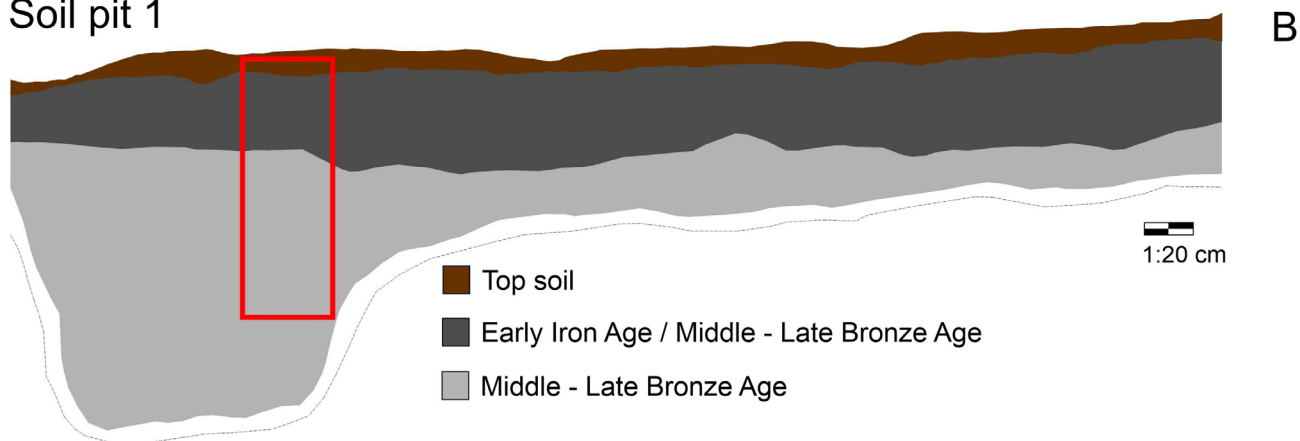 Soil pit 1
B
1:20 cm
Top soil
Early Iron Age / Middle - Late Bronze Age
Middle - Late Bronze Age